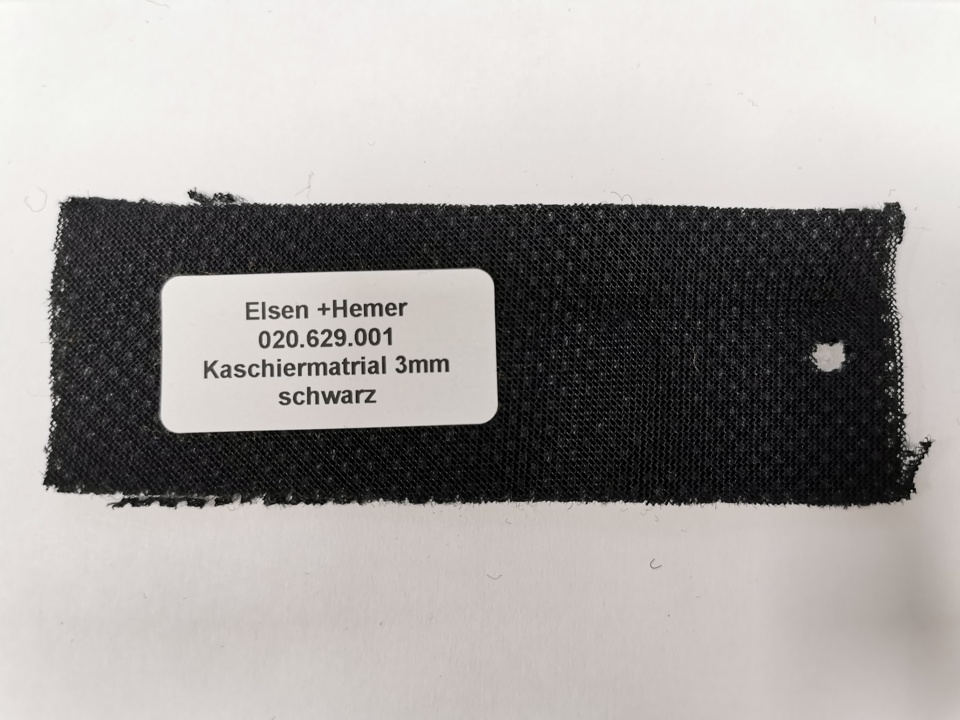 Elsen +Hemer
020.629.001
Kaschiermatrial 3mm
schwarz